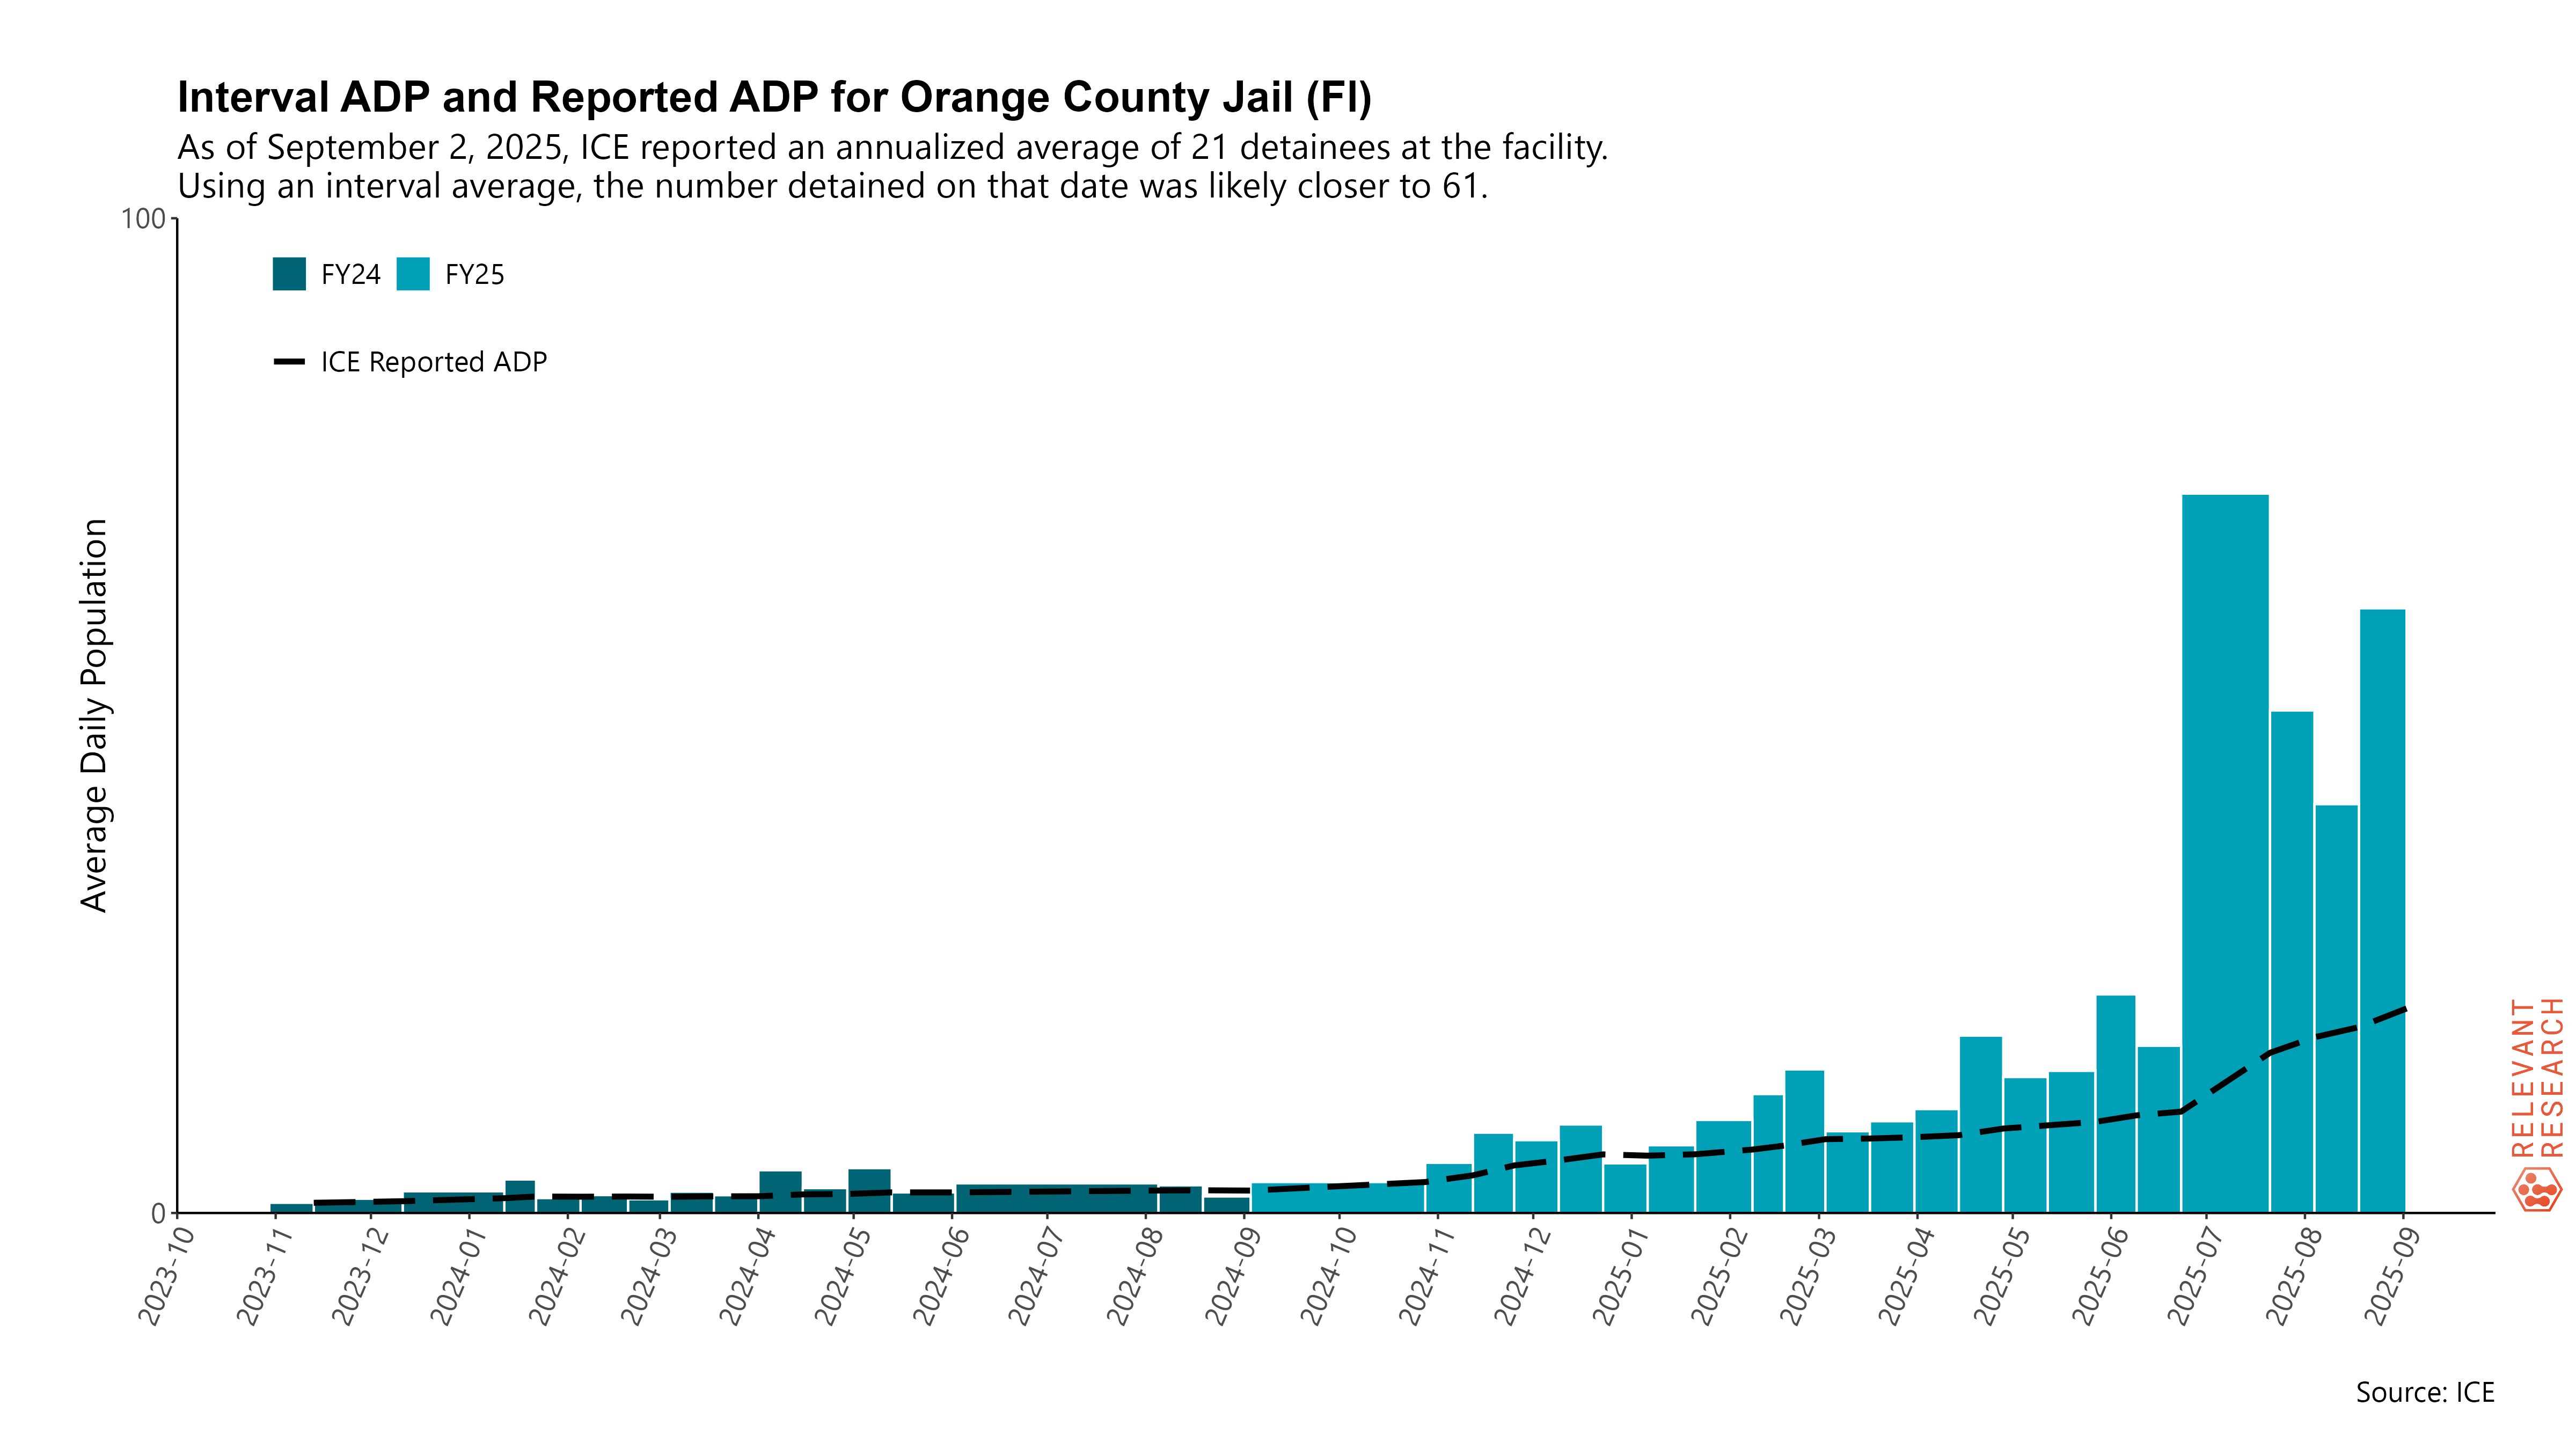 Interval ADP and Reported ADP for Orange County Jail (Fl)
As of September 2, 2025, ICE reported an annualized average of 21 detainees at the facility.
Using an interval average, the number detained on that date was likely closer to 61.
100
FY24 FY25
ICE Reported ADP
Average Daily Population
0
2023-10 2023-11 2023-12 2024-01 2024-02 2024-03 2024-04 2024-05 2024-06 2024-07 2024-08 2024-09 2024-10 2024-11 2024-12 2025-01 2025-02 2025-03 2025-04 2025-05 2025-06 2025-07 2025-08 2025-09
RELEVANT
RESEARCH
Source: ICE